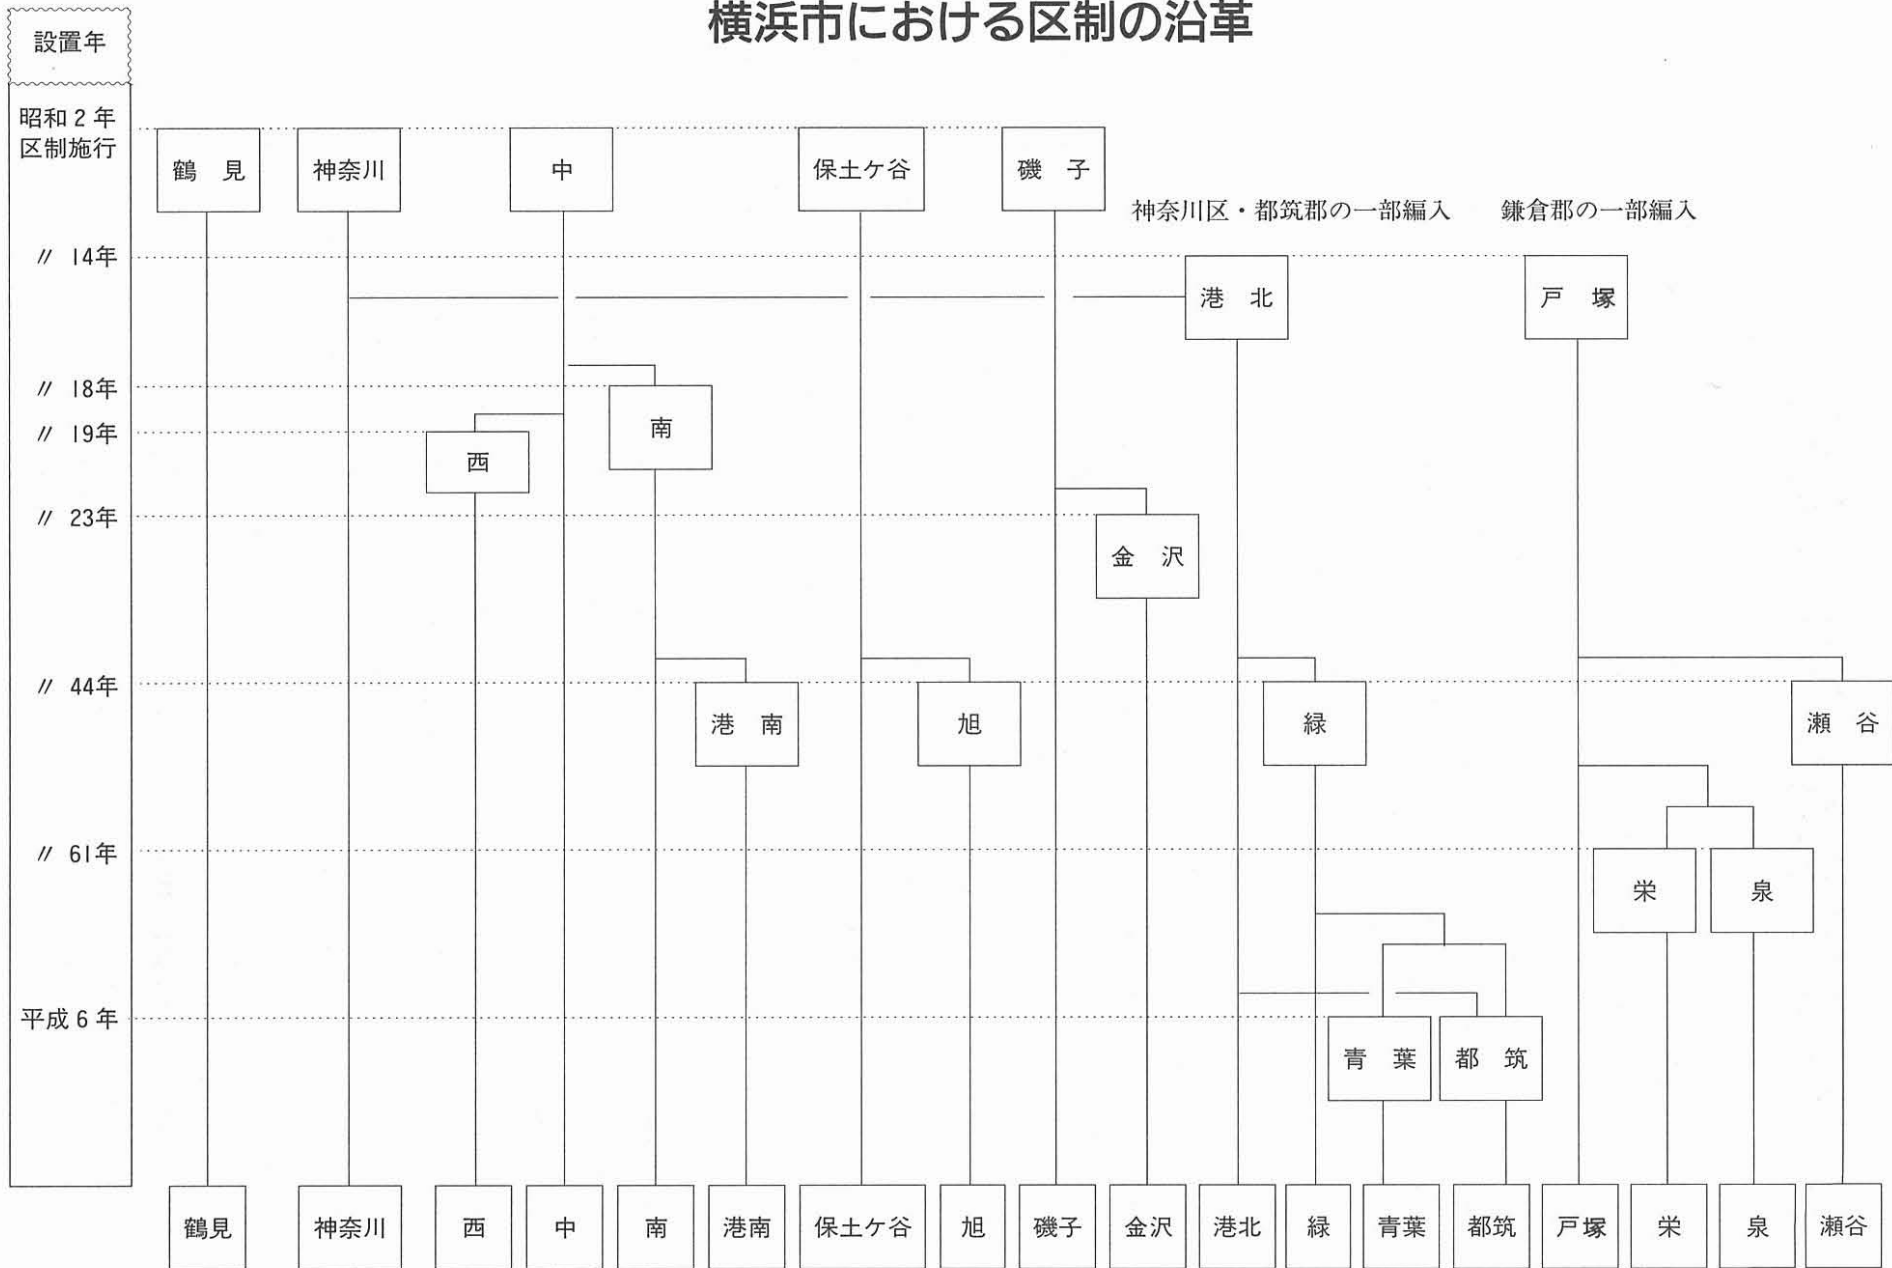 横浜市における区制の沿革
設置年
昭和2年
区制施行
鶴見
神奈川
中
保土ケ谷
磯子
神奈川区・都筑郡の一部編入
鎌倉郡の一部編入
〃 14年
港北
戸塚
〃 18年
南
〃 19年
西
〃 23年
金沢
〃 44年
港南
旭
緑
瀬谷
〃 61年
栄
泉
平成6年
青葉
都筑
鶴見
神奈川
西
中
南
港南
保土ケ谷
旭
磯子
金沢
港北
緑
青葉
都筑
戸塚
栄
泉
瀬谷